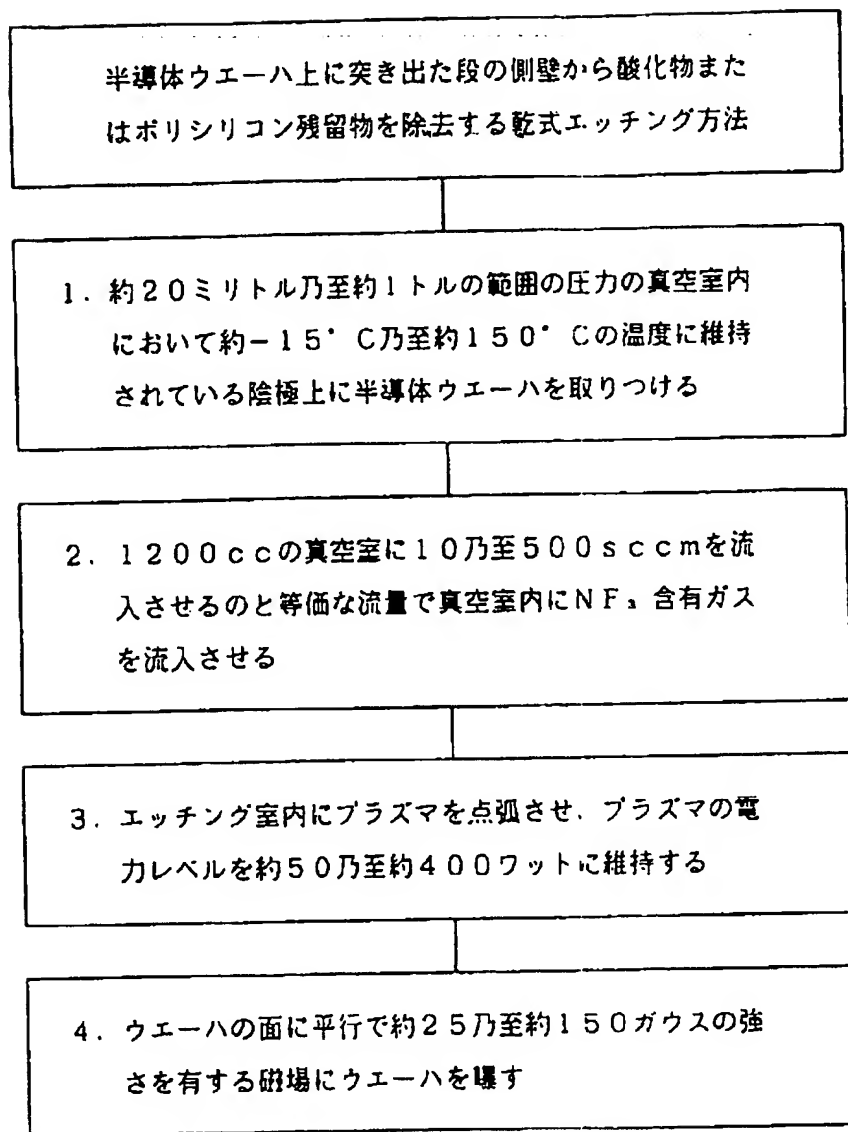 半導体ウエーハ上に突き出た段の側壁から酸化物また
はポリシリコン残留物を除去する乾式エッチング方法
1. 約20ミリトル乃至約1トルの範囲の圧力の真空室内
において約-15°C乃至約150°Cの温度に維持
されている陰極上に半導体ウエーハを取りつける
2. 1200ccの真空室に10乃至500sccmを流
入させるのと等価な流量で真空室内にNF₃含有ガス
を流入させる
3. エッチング室内にプラズマを点弧させ、プラズマの電
力レベルを約50乃至約400ワットに維持する
4. ウエーハの面に平行で約25乃至約150ガウスの強
さを有する磁場にウエーハを曝す